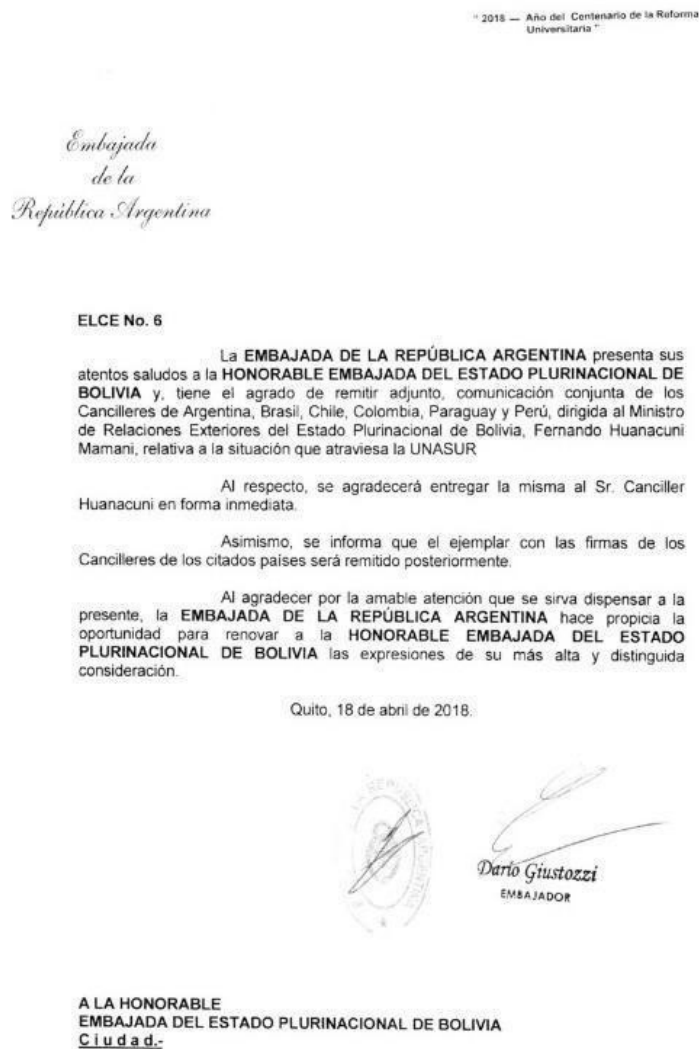 " 2018 — Año del Centenario de la Reforma
Universitaria "
Embajada
de la
República Argentina
ELCE No. 6
La EMBAJADA DE LA REPÚBLICA ARGENTINA presenta sus
atentos saludos a la HONORABLE EMBAJADA DEL ESTADO PLURINACIONAL DE
BOLIVIA y, tiene el agrado de remitir adjunto, comunicación conjunta de los
Cancilleres de Argentina, Brasil, Chile, Colombia, Paraguay y Perú, dirigida al Ministro
de Relaciones Exteriores del Estado Plurinacional de Bolivia, Fernando Huanacuni
Mamani, relativa a la situación que atraviesa la UNASUR
Al respecto, se agradecerá entregar la misma al Sr. Canciller
Huanacuni en forma inmediata.
Asimismo, se informa que el ejemplar con las firmas de los
Cancilleres de los citados países será remitido posteriormente.
Al agradecer por la amable atención que se sirva dispensar a la
presente, la EMBAJADA DE LA REPÚBLICA ARGENTINA hace propicia la
oportunidad para renovar a la HONORABLE EMBAJADA DEL ESTADO
PLURINACIONAL DE BOLIVIA las expresiones de su más alta y distinguida
consideración.
Quito, 18 de abril de 2018.
LA REPUBLICA ARGENTINA
Dario Giustozzi
EMBAJADOR
A LA HONORABLE
EMBAJADA DEL ESTADO PLURINACIONAL DE BOLIVIA
Ciudad.-